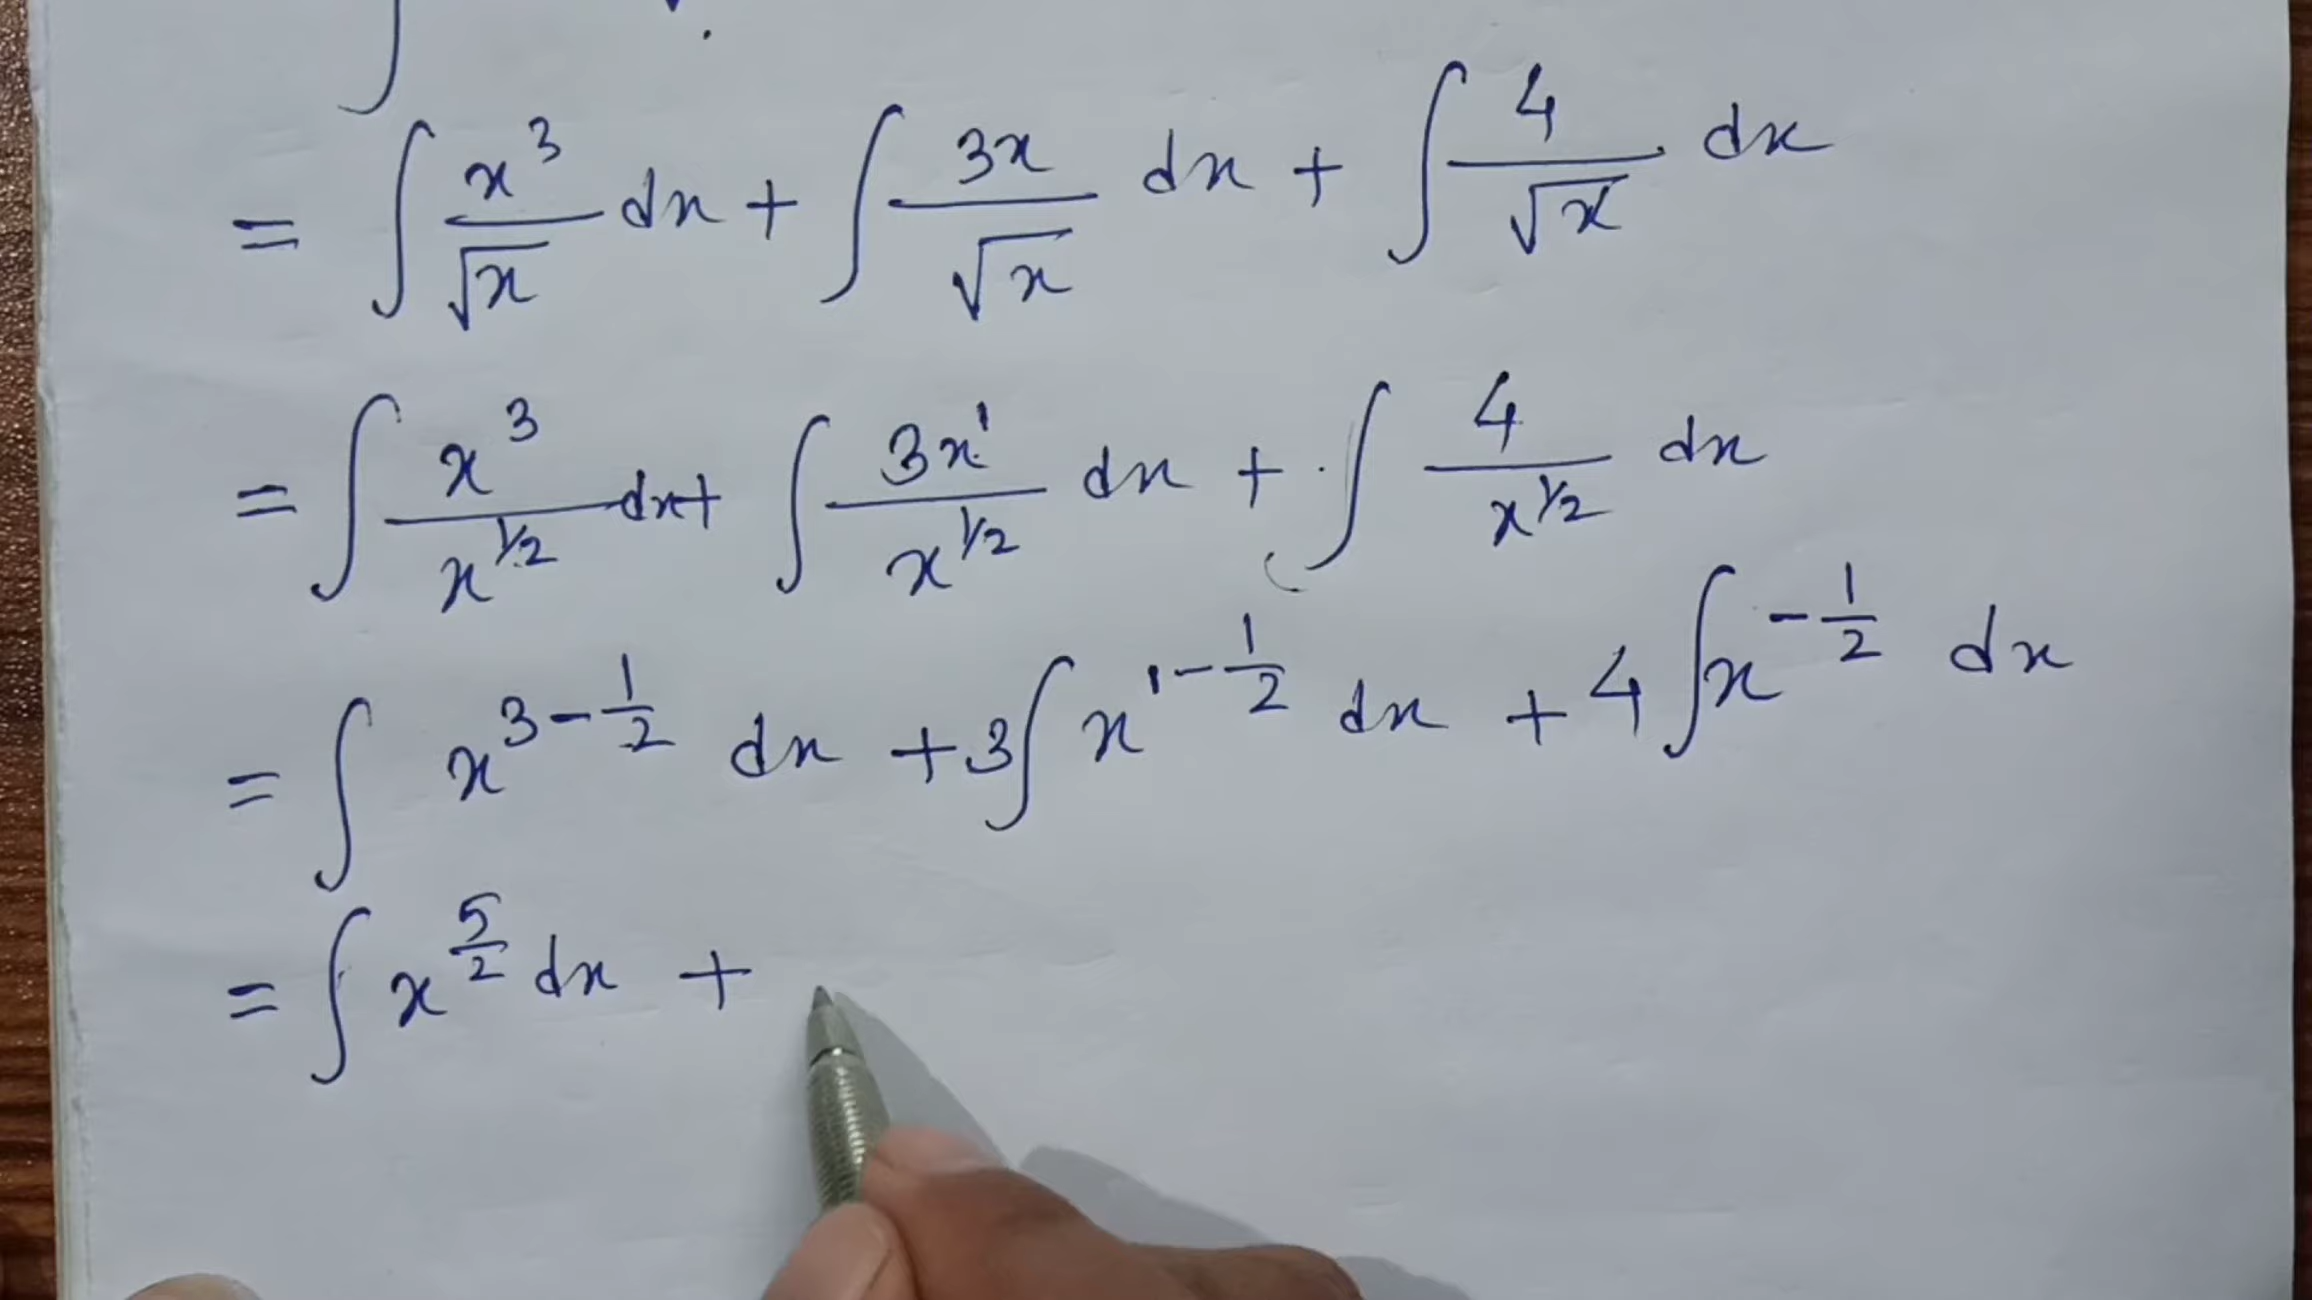 = ∫ x³/√x dx + ∫ 3x/√x dx + ∫ 4/√x dx
= ∫ x³/x^(1/2) dx + ∫ 3x¹/x^(1/2) dx + ∫ 4/x^(1/2) dx
= ∫ x^(3-1/2) dx + 3∫ x^(1-1/2) dx + 4∫ x^(-1/2) dx
= ∫ x^(5/2) dx +